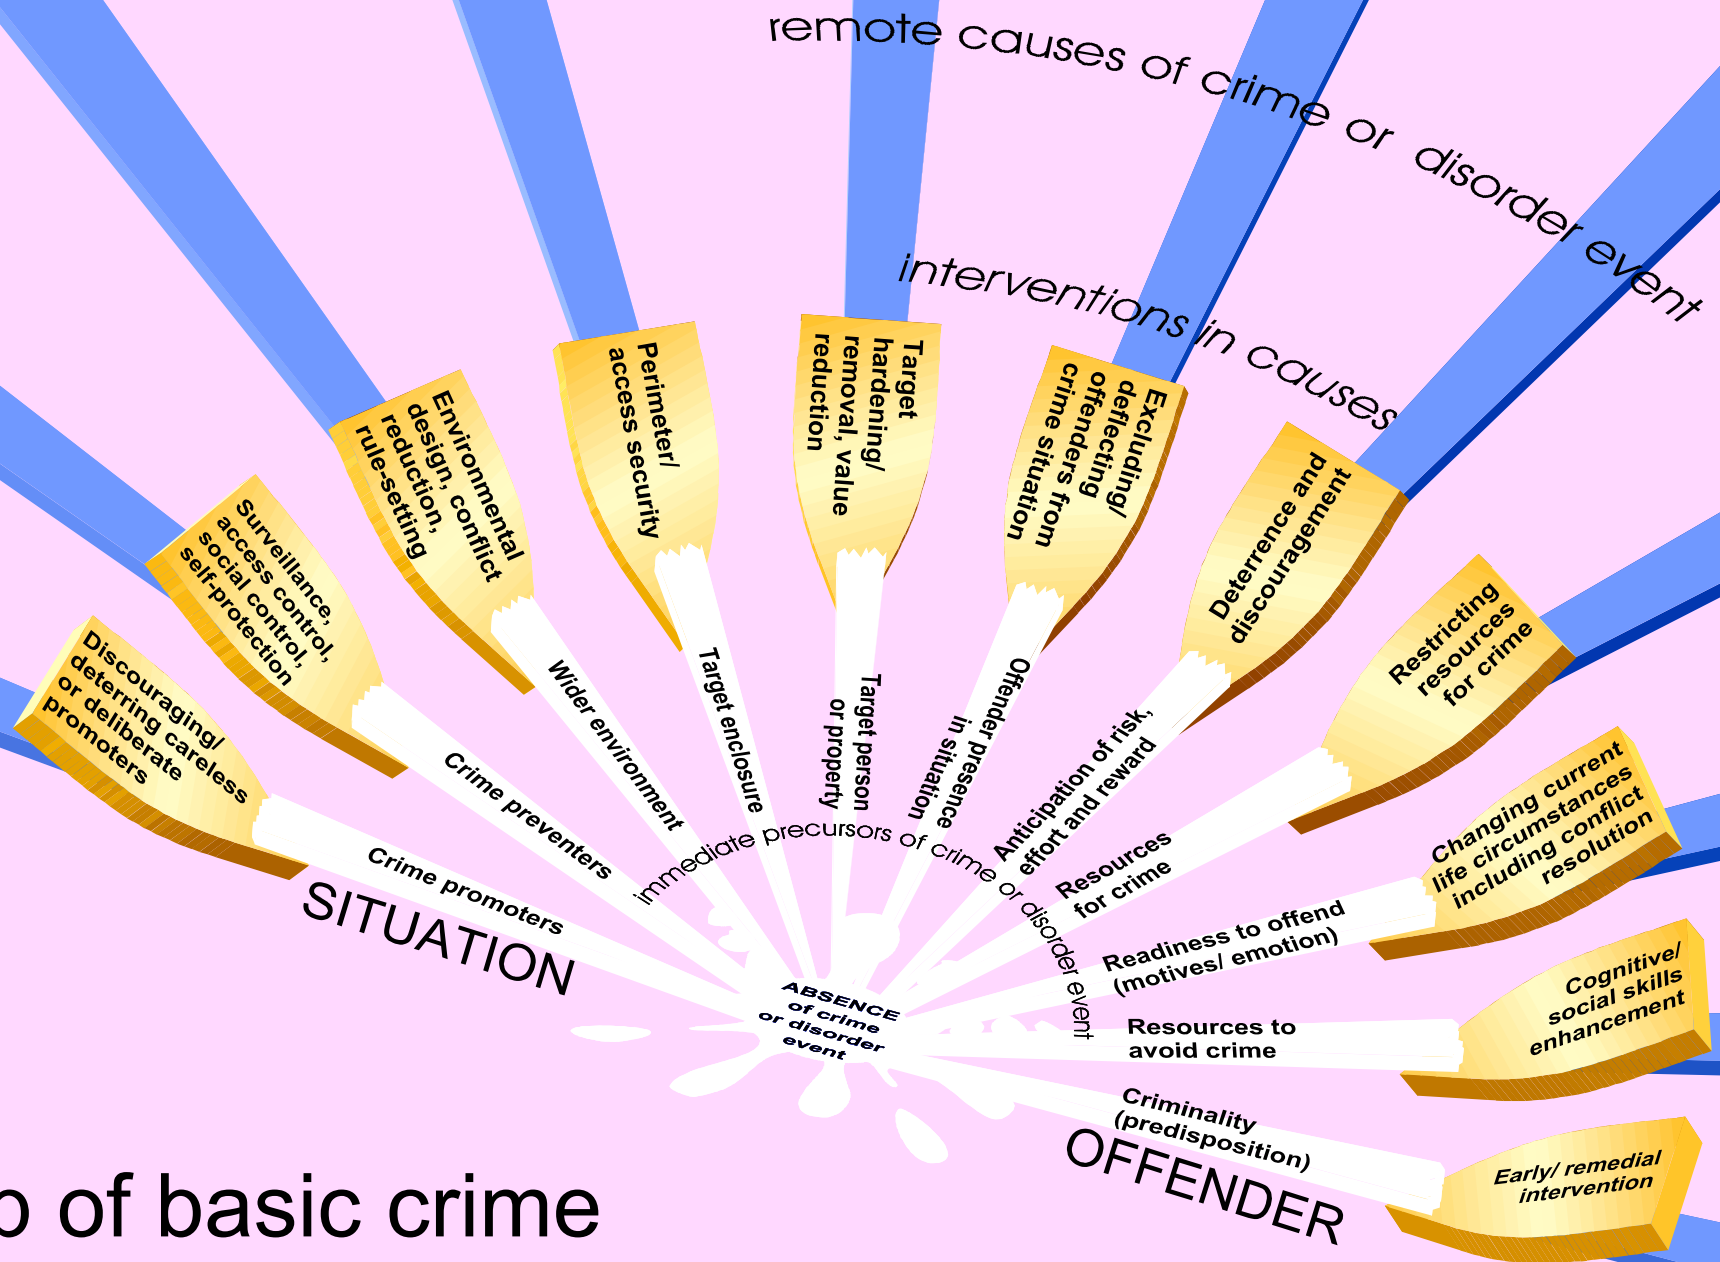 remote causes of crime or disorder event
interventions in causes
Discouraging/
deterring careless
or deliberate
promoters
Surveillance,
access control,
social control,
self-protection
Environmental
design, conflict
reduction,
rule-setting
Perimeter/
access security
Target
hardening/
removal, value
reduction
Excluding/
deflecting
offenders from
crime situation
Deterrence and
discouragement
Restricting
resources
for crime
Changing current
life circumstances
including conflict
resolution
Cognitive/
social skills
enhancement
Early/ remedial
intervention
Crime promoters
Crime preventers
Wider environment
Target enclosure
Target person
or property
Offender presence
in situation
Anticipation of risk,
effort and reward
Resources
for crime
Readiness to offend
(motives/ emotion)
Resources to
avoid crime
Criminality
(predisposition)
immediate precursors of crime or disorder event
SITUATION
ABSENCE
of crime
or disorder
event
OFFENDER
of basic crime